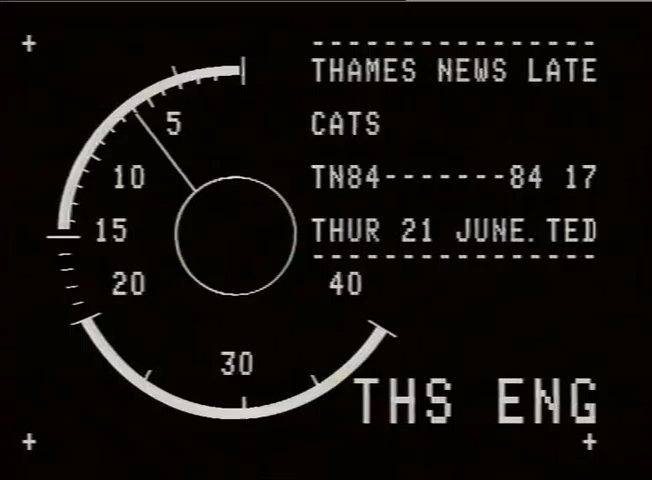 THAMES NEWS LATE
CATS
TN84-------84 17
THUR 21 JUNE. TED
5
10
15
20
30
40
THS ENG